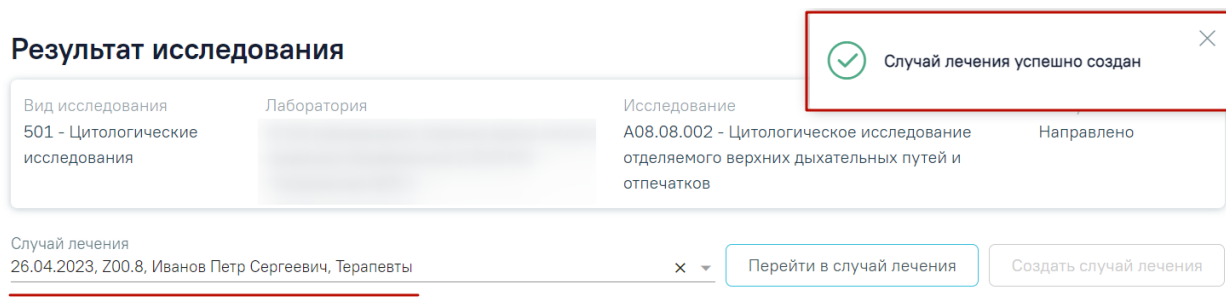 Результат исследования
Случай лечения успешно создан
Вид исследования
501 - Цитологические
исследования
Лаборатория
Исследование
A08.08.002 - Цитологическое исследование
отделяемого верхних дыхательных путей и
отпечатков
Направлено
Случай лечения
26.04.2023, Z00.8, Иванов Петр Сергеевич, Терапевты
Перейти в случай лечения
Создать случай лечения